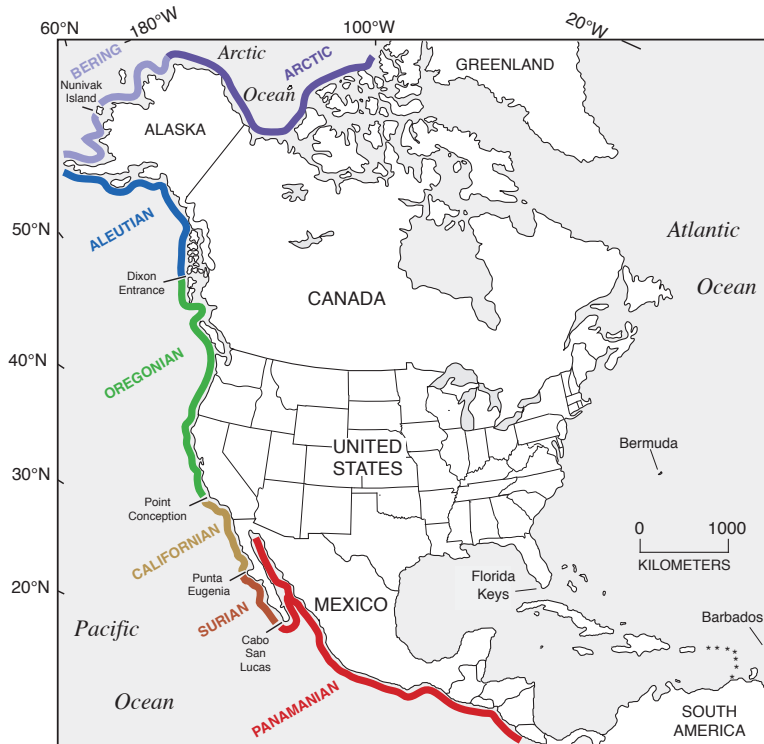 60°N
180°W
100°W
20°W
BERING
Arctic
ARCTIC
Ocean
GREENLAND
Nunivak
Island
ALASKA
50°N
ALEUTIAN
Atlantic
Ocean
Dixon
Entrance
CANADA
40°N
OREGONIAN
UNITED
STATES
Bermuda
30°N
Point
Conception
CALIFORNIAN
0
1000
KILOMETERS
Punta
Eugenia
20°N
Florida
Keys
MEXICO
SURIAN
Barbados
Pacific
Cabo
San
Lucas
PANAMANIAN
Ocean
SOUTH
AMERICA